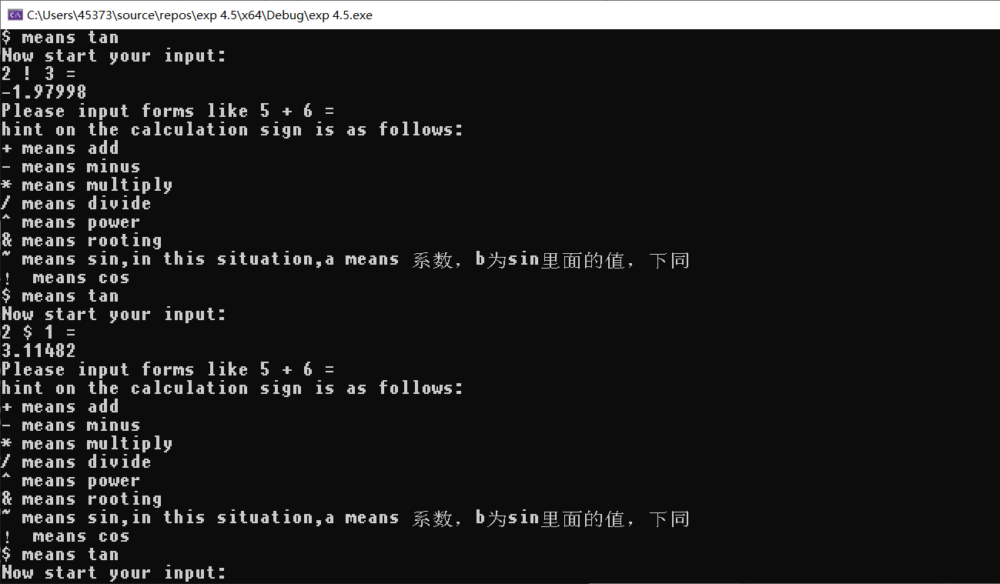 C:\Users\45373\source\repos\exp 4.5\x64\Debug\exp 4.5.exe
$ means tan
Now start your input:
2 ! 3 =
-1.97998
Please input forms like 5 + 6 =
hint on the calculation sign is as follows:
+ means add
- means minus
* means multiply
/ means divide
^ means power
& means rooting
~ means sin,in this situation,a means 系数，b为sin里面的值，下同
！ means cos
$ means tan
Now start your input:
2 $ 1 =
3.11482
Please input forms like 5 + 6 =
hint on the calculation sign is as follows:
+ means add
- means minus
* means multiply
/ means divide
^ means power
& means rooting
~ means sin,in this situation,a means 系数，b为sin里面的值，下同
！ means cos
$ means tan
Now start your input: